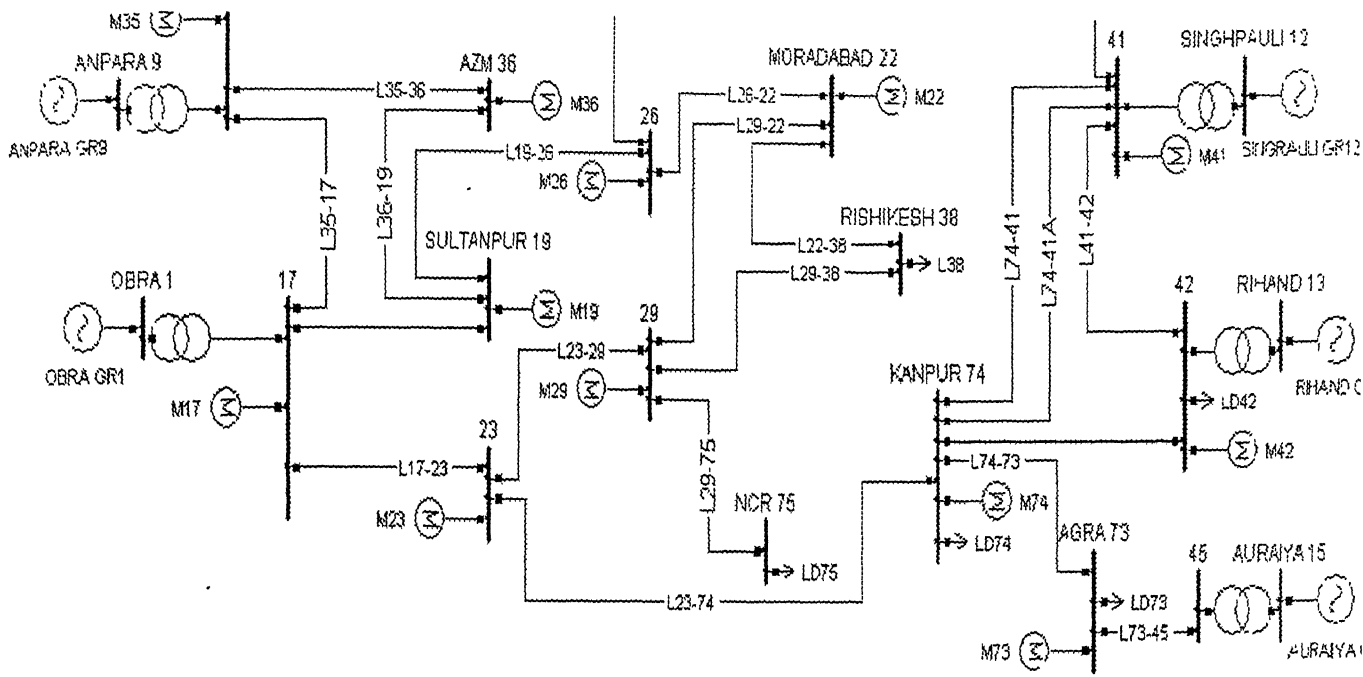 M35
ANPARA 9
ANPARA GR9
L35-36
AZM 36
M36
L35-17
L36-19
26
L19-26
M26
MORADABAD 22
L26-22
M22
L29-22
41
SINGHPAULI 12
M41
SINGRAULI GR12
SULTANPUR 19
M19
RISHIKESH 38
L22-38
L38
L29-38
L74-41
L74-41A
L41-42
OBRA 1
OBRA GR1
17
M17
29
L23-29
M29
42
RIHAND 13
RIHAND
LD42
M42
KANPUR 74
L17-23
23
M23
L29-75
NCR 75
LD75
L74-73
M74
LD74
L23-74
AGRA 73
LD73
L73-45
M73
45
AURAIYA 15
AURAIYA